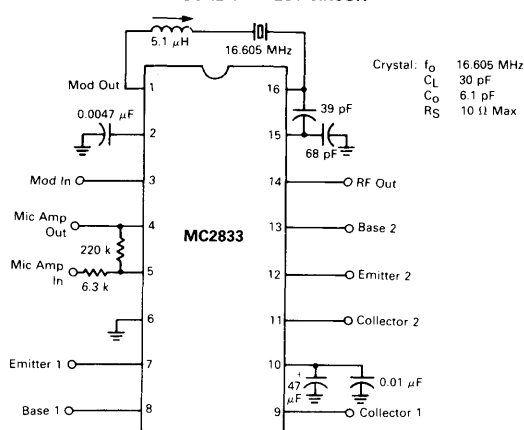 5.1 μH
16.605 MHz
Crystal: fO 16.605 MHz
CL 30 pF
CO 6.1 pF
RS 10 Ω Max
Mod Out
1
16
0.0047 μF
39 pF
2
15
68 pF
Mod In
3
14
RF Out
Mic Amp
Out
4
13
Base 2
220 k
MC2833
Mic Amp
In
5
12
Emitter 2
6.3 k
6
11
Collector 2
Emitter 1
7
10
+
47
μF
0.01 μF
Base 1
8
9
Collector 1